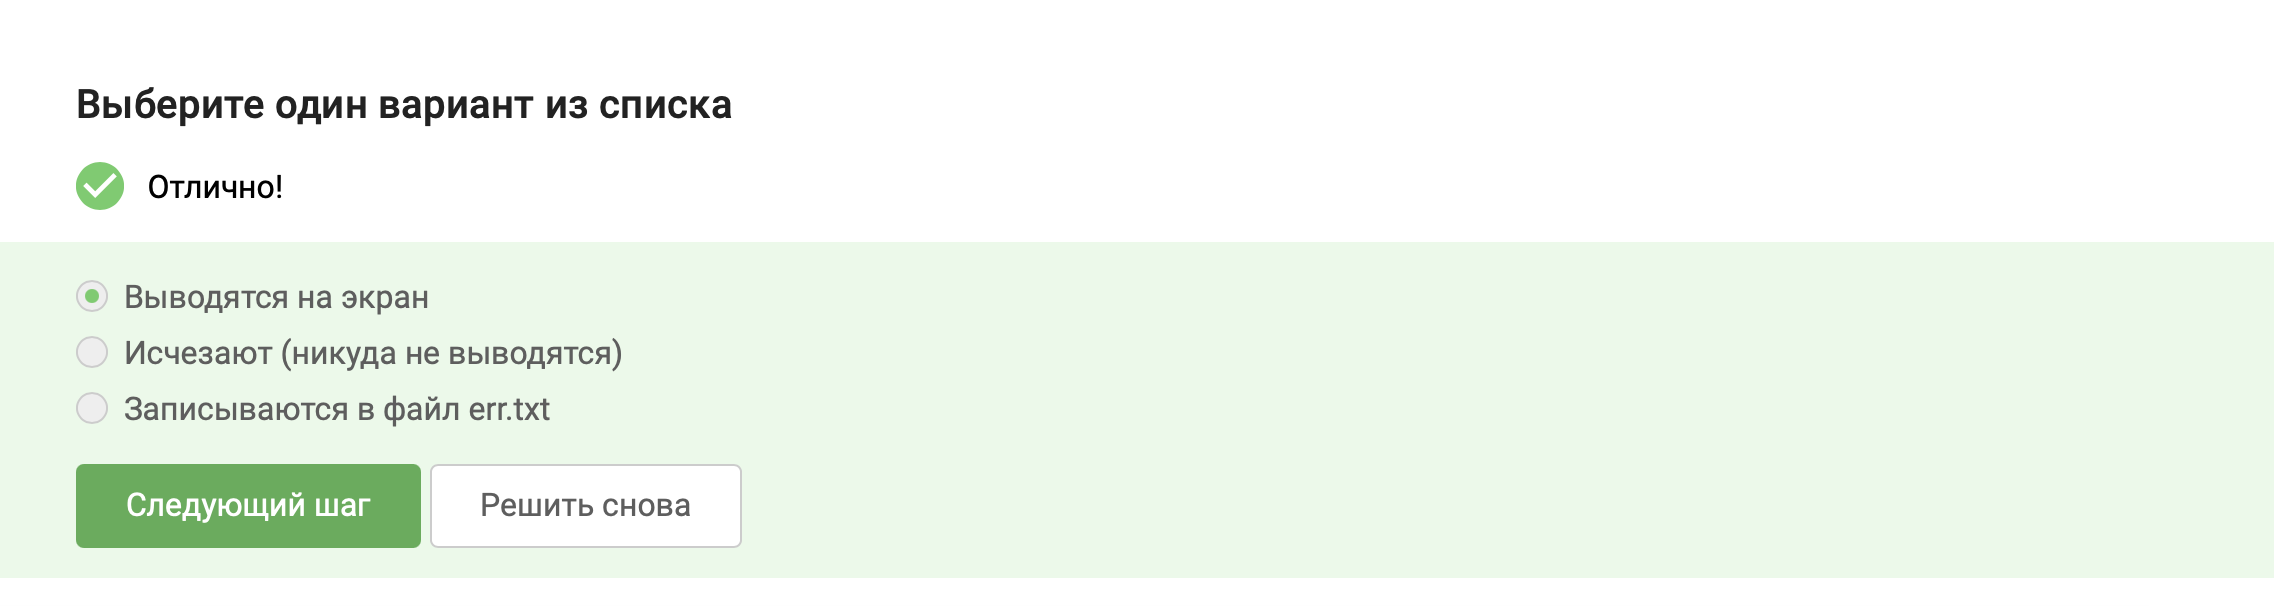 Выберите один вариант из списка
Отлично!
Выводятся на экран
Исчезают (никуда не выводятся)
Записываются в файл err.txt
Следующий шаг
Решить снова